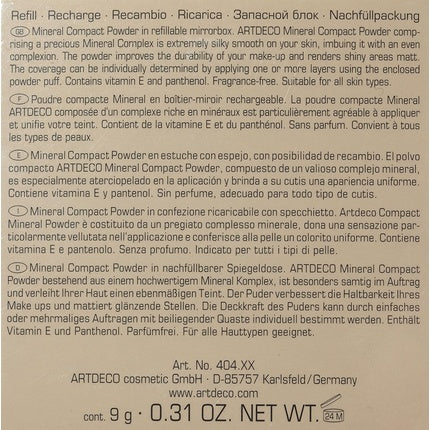 Refill - Recharge - Recambio - Ricarica - Запасной блок - Nachfüllpackung
GB Mineral Compact Powder in refillable mirrorbox. ARTDECO Mineral Compact Powder comp-
rising a precious Mineral Complex is extremely silky smooth on your skin, imbuing it with an even
complexion. The powder improves the durability of your make-up and renders shiny areas matt.
The coverage can be individually determined by applying one or more layers using the enclosed
powder puff. Contains vitamin E and panthenol. Fragrance-free. Suitable for all skin types.
F Poudre compacte Mineral en boîtier-miroir rechargeable. La poudre compacte Mineral
ARTDECO composée d'un complexe riche en minéraux est particulièrement agréable à appliquer
et unifie votre teint. Contient de la vitamine E et du panthénol. Sans parfum. Convient à tous
les types de peaux.
E Mineral Compact Powder en estuche con espejo, con posibilidad de recambio. El polvo
compacto ARTDECO Mineral Compact Powder, compuesto de un valioso complejo mineral,
es especialmente aterciopelado en la aplicación y brinda a su cutis una apariencia uniforme.
Contiene vitamina E y pantenol. Sin perfume, adecuado para todo tipo de cutis.
I Mineral Compact Powder in confezione ricaricabile con specchietto. Artdeco Compact
Mineral Powder è costituito da un pregiato complesso minerale, dona una sensazione par-
ticolarmente vellutata nell'applicazione e conferisce alla pelle un colorito uniforme. Contiene
vitamina E e pantenolo. Senza profumo. Indicato per tutti i tipi di pelle.
D Mineral Compact Powder in nachfüllbarer Spiegeldose. ARTDECO Mineral Compact
Powder bestehend aus einem hochwertigem Mineral Komplex, ist besonders samtig im Auftrag
und verleiht Ihrer Haut einen ebenmäßigen Teint. Der Puder verbessert die Haltbarkeit Ihres
Make ups und mattiert glänzende Stellen. Die Deckkraft des Puders kann durch einfaches
oder mehrmaliges Auftragen mit beiliegender Quaste individuell bestimmt werden. Enthält
Vitamin E und Panthenol. Parfümfrei. Für alle Hauttypen geeignet.
Art. No. 404.XX
ARTDECO cosmetic GmbH · D-85757 Karlsfeld/Germany
www.artdeco.com
cont. 9 g · 0.31 OZ. NET WT. 24 M